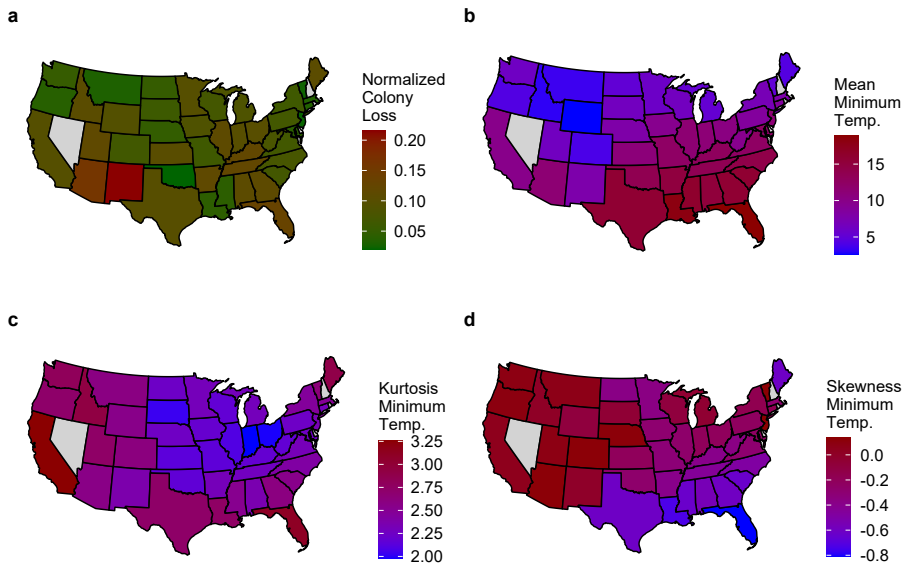 a
Normalized
Colony
Loss
0.20
0.15
0.10
0.05
b
Mean
Minimum
Temp.
15
10
5
c
Kurtosis
Minimum
Temp.
3.25
3.00
2.75
2.50
2.25
2.00
d
Skewness
Minimum
Temp.
0.0
-0.2
-0.4
-0.6
-0.8